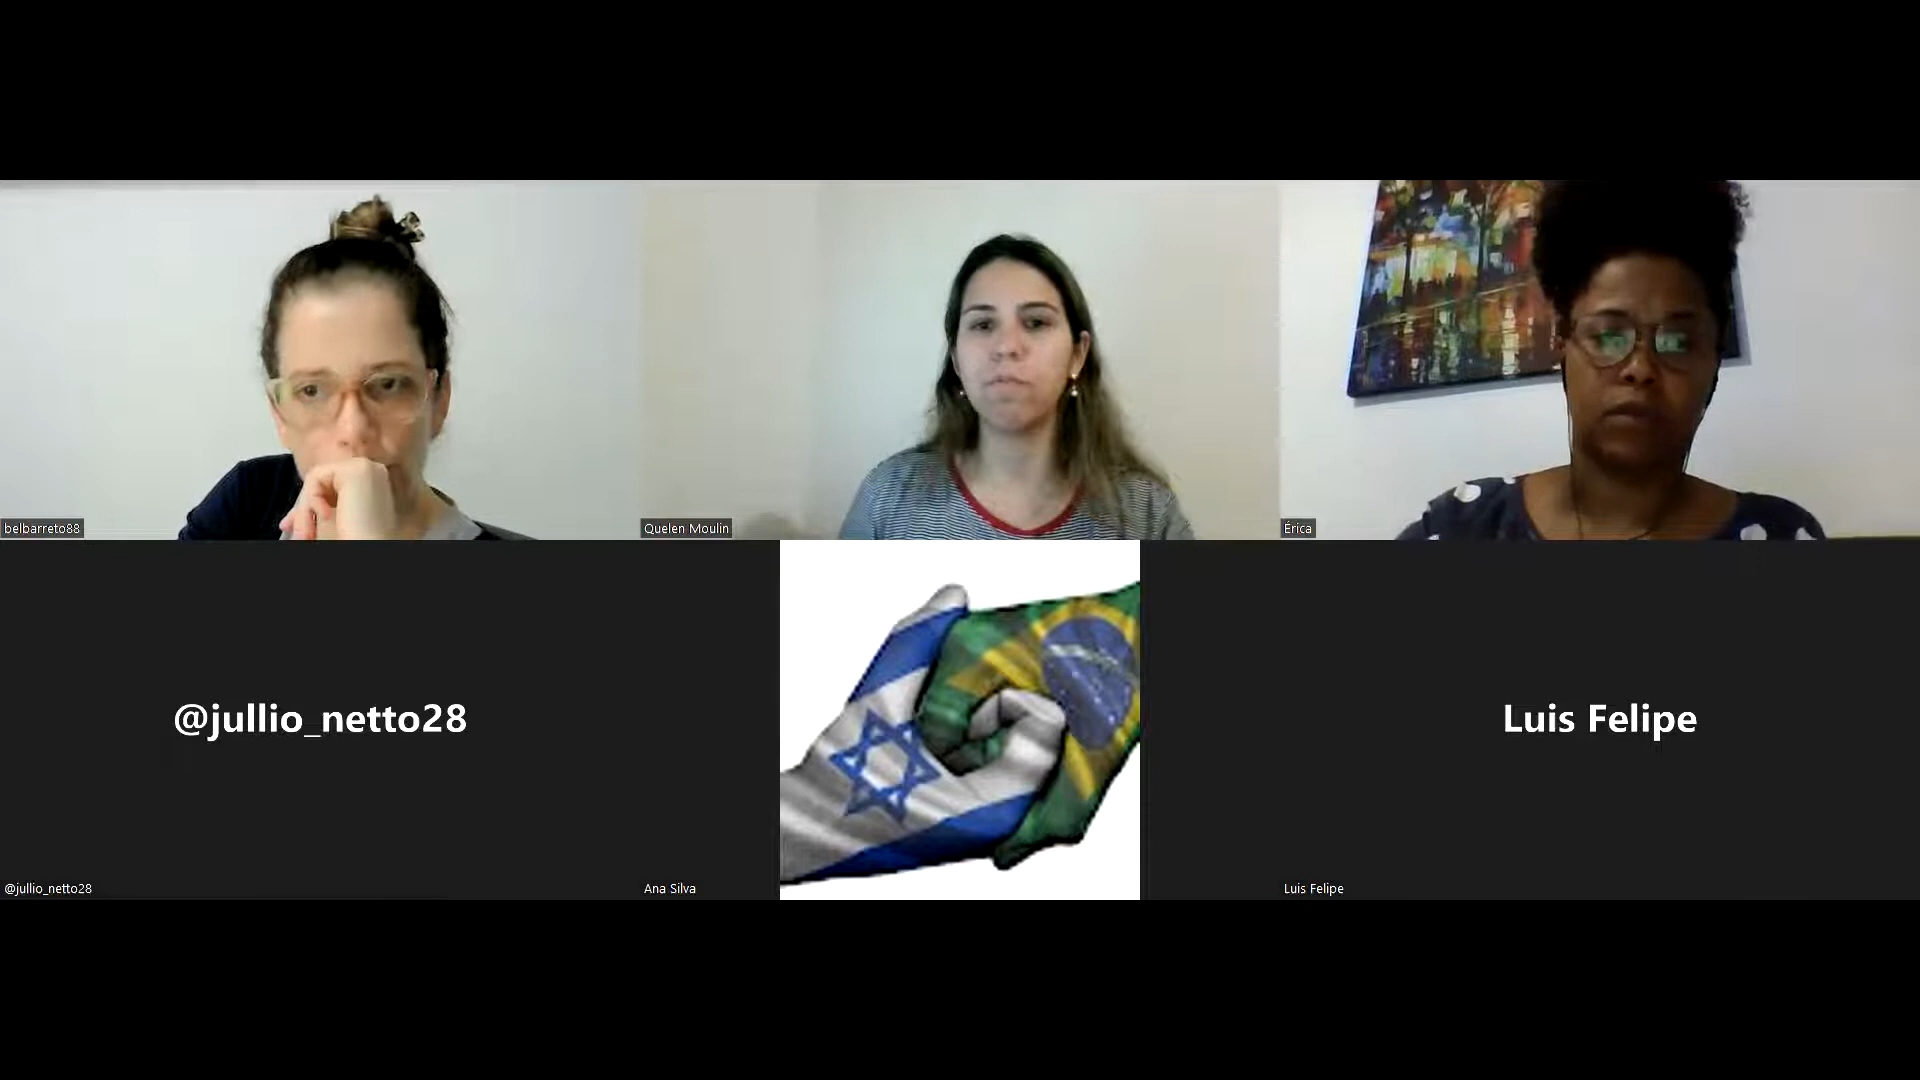 belbarreto88
Quelen Moulin
Érica
@jullio_netto28
Luis Felipe
@jullio_netto28
Ana Silva
Luis Felipe